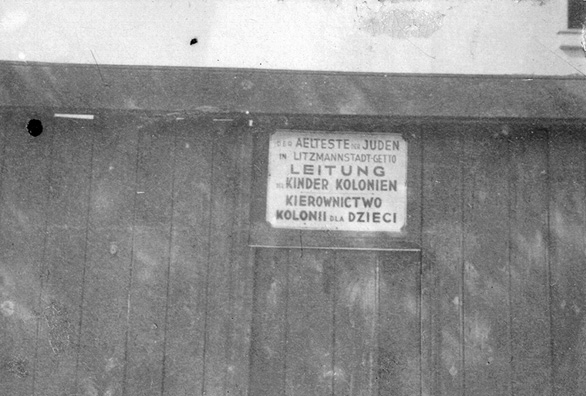 DER AELTESTE DER JUDEN
IN LITZMANNSTADT-GETTO
LEITUNG
DER KINDER KOLONIEN
KIEROWNICTWO
KOLONII DLA DZIECI